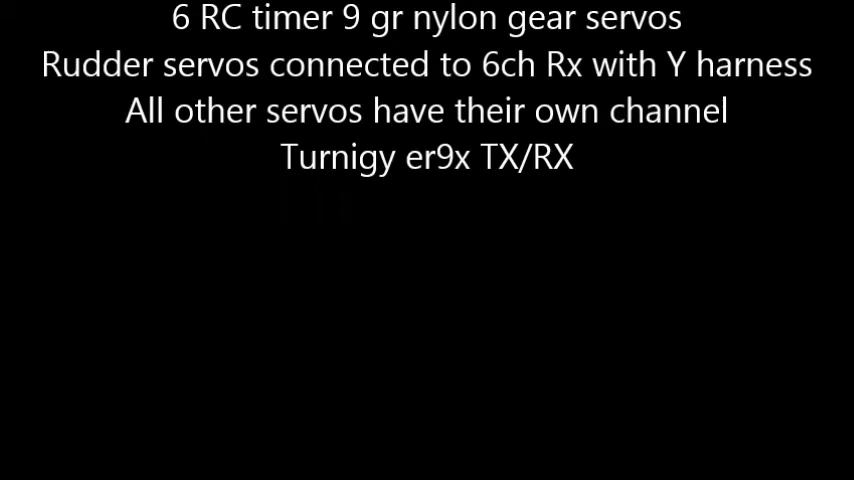 6 RC timer 9 gr nylon gear servos
Rudder servos connected to 6ch Rx with Y harness
All other servos have their own channel
Turnigy er9x TX/RX